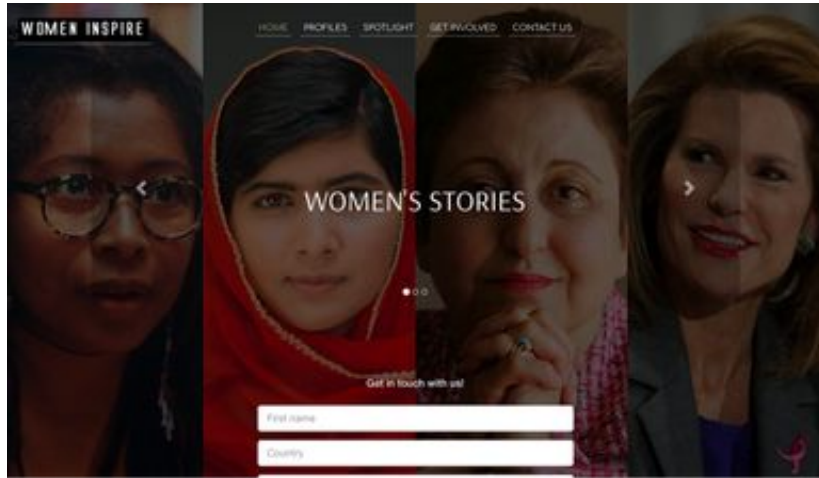 WOMEN INSPIRE
HOME PROFILES SPOTLIGHT GET INVOLVED CONTACT US
WOMEN'S STORIES
Get in touch with us!
First name
Country